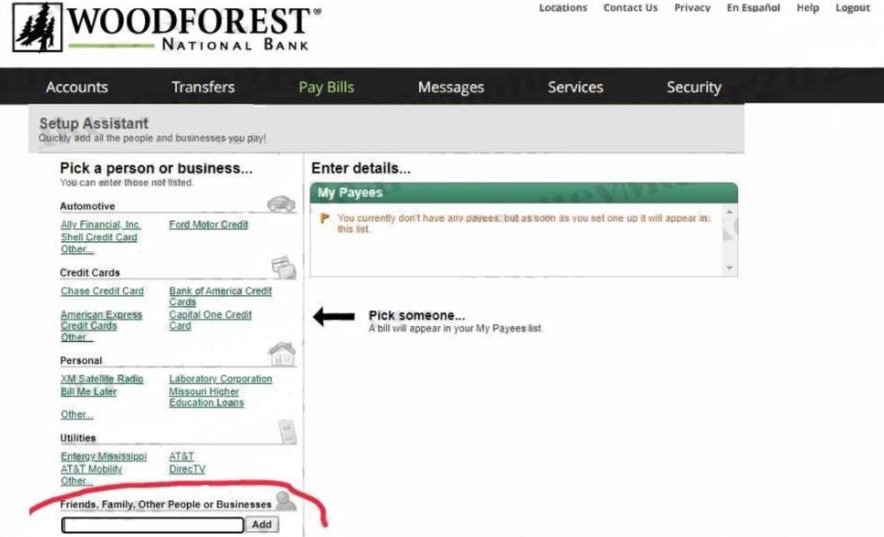 WOODFOREST®
NATIONAL BANK
Locations Contact Us Privacy En Español Help Logout
Accounts Transfers Pay Bills Messages Services Security
Setup Assistant
Quickly add all the people and businesses you pay!
Pick a person or business...
You can enter those not listed.
Automotive
Ally Financial, Inc. Ford Motor Credit
Shell Credit Card
Other...
Credit Cards
Chase Credit Card Bank of America Credit
Cards
American Express Capital One Credit
Credit Cards Card
Other...
Personal
XM Satellite Radio Laboratory Corporation
Bill Me Later Missouri Higher
Education Loans
Other...
Utilities
Entergy Mississippi AT&T
AT&T Mobility DirecTV
Other...
Friends, Family, Other People or Businesses
Add
Enter details...
My Payees
You currently don't have any payees, but as soon as you set one up it will appear in
this list.
Pick someone...
A bill will appear in your My Payees list.